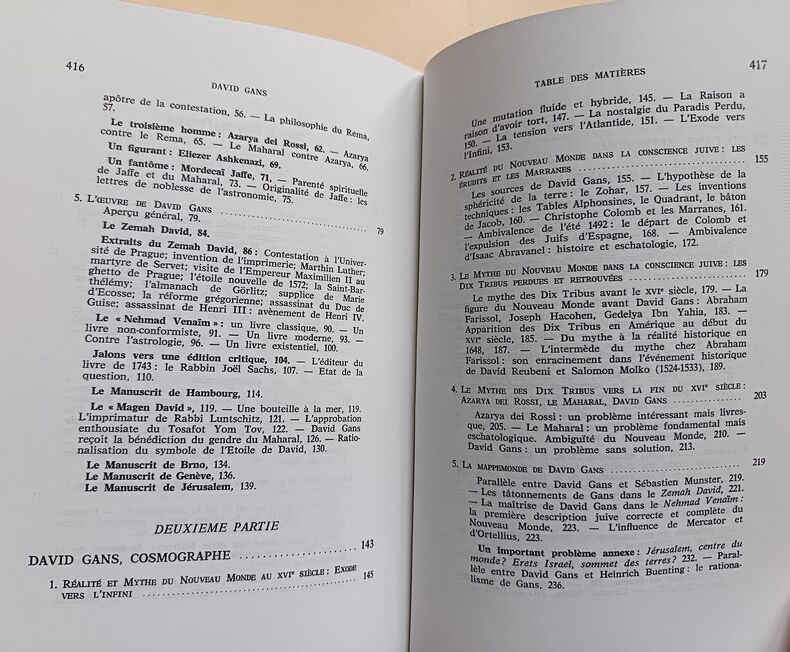 416
DAVID GANS
apôtre de la contestation, 56. — La philosophie du Rema,
57.
Le troisième homme : Azarya dei Rossi, 62. — Azarya
contre le Rema, 65. — Le Maharal contre Azarya, 66.
Un figurant : Eliezer Ashkenazi, 69.
Un fantôme : Mordecaï Jaffe, 71, — Parenté spirituelle
de Jaffe et du Maharal, 73. — Originalité de Jaffe : les
lettres de noblesse de l'astronomie, 75.
5. L'ŒUVRE DE DAVID GANS .......... 79
Aperçu général, 79.
Le Zemah David, 84.
Extraits du Zemah David, 86 : Contestation à l'Univer-
sité de Prague; invention de l'imprimerie; Marthin Luther;
martyre de Servet; visite de l'Empereur Maximilien II au
ghetto de Prague; l'étoile nouvelle de 1572; la Saint-Bar-
thélémy; l'almanach de Görlitz; supplice de Marie
d'Ecosse; la réforme grégorienne; assassinat du Duc de
Guise; assassinat de Henri III : avènement de Henri IV.
Le « Nehmad Venaïm » : un livre classique, 90. — Un
livre non-conformiste, 91. — Un livre moderne, 93. —
Contre l'astrologie, 96. — Un livre existentiel, 100.
Jalons vers une édition critique, 104. — L'éditeur du
livre de 1743 : le Rabbin Joël Sachs, 107. — Etat de la
question, 110.
Le Manuscrit de Hambourg, 114.
Le « Magen David », 119. — Une bouteille à la mer, 119.
L'imprimatur de Rabbi Luntschitz, 121. — L'approbation
enthousiate du Tosafot Yom Tov, 122. — David Gans
reçoit la bénédiction du gendre du Maharal, 126. — Ratio-
nalisation du symbole de l'Etoile de David, 130.
Le Manuscrit de Brno, 134.
Le Manuscrit de Genève, 136.
Le Manuscrit de Jérusalem, 139.
DEUXIEME PARTIE
DAVID GANS, COSMOGRAPHE .......... 143
1. RÉALITÉ ET MYTHE DU NOUVEAU MONDE AU XVIe SIÈCLE : EXODE
VERS L'INFINI .......... 145
TABLE DES MATIÈRES
417
Une mutation fluide et hybride, 145. — La Raison a
raison d'avoir tort, 147. — La nostalgie du Paradis Perdu,
150. — La tension vers l'Atlantide, 151. — L'Exode vers
l'Infini, 153.
2. RÉALITÉ DU NOUVEAU MONDE DANS LA CONSCIENCE JUIVE : LES
ÉRUDITS ET LES MARRANES .......... 155
Les sources de David Gans, 155. — L'hypothèse de la
sphéricité de la terre : le Zohar, 157. — Les inventions
techniques : les Tables Alphonsines, le Quadrant, le bâton
de Jacob, 160. — Christophe Colomb et les Marranes, 161.
— Ambivalence de l'été 1492 : le départ de Colomb et
l'expulsion des Juifs d'Espagne, 168. — Ambivalence
d'Isaac Abravanel : histoire et eschatologie, 172.
3. LE MYTHE DU NOUVEAU MONDE DANS LA CONSCIENCE JUIVE : LES
DIX TRIBUS PERDUES ET RETROUVÉES .......... 179
Le mythe des Dix Tribus avant le XVIe siècle, 179. — La
figure du Nouveau Monde avant David Gans : Abraham
Farissol, Joseph Hacohen, Gedelya Ibn Yahia, 183. —
Apparition des Dix Tribus en Amérique au début du
XVIe siècle, 185. — Du mythe à la réalité historique en
1648, 187. — L'intermède du mythe chez Abraham
Farissol : son enracinement dans l'événement historique
de David Reubeni et Salomon Molko (1524-1533), 189.
4. LE MYTHE DES DIX TRIBUS VERS LA FIN DU XVIe SIÈCLE :
AZARYA DEI ROSSI, LE MAHARAL, DAVID GANS .......... 203
Azarya dei Rossi : un problème intéressant mais livres-
que, 205. — Le Maharal : un problème fondamental mais
eschatologique. Ambiguïté du Nouveau Monde, 210. —
David Gans : un problème sans solution, 213.
5. LA MAPPEMONDE DE DAVID GANS .......... 219
Parallèle entre David Gans et Sébastien Munster, 219.
— Les tâtonnements de Gans dans le Zemah David, 221.
— La maîtrise de David Gans dans le Nehmad Venaïm :
la première description juive correcte et complète du
Nouveau Monde, 223. — L'influence de Mercator et
d'Ortellius, 223.
Un important problème annexe : Jérusalem, centre du
monde ? Erets Israel, sommet des terres ? 232. — Paral-
lèle entre David Gans et Heinrich Buenting : le rationa-
lisme de Gans, 236.